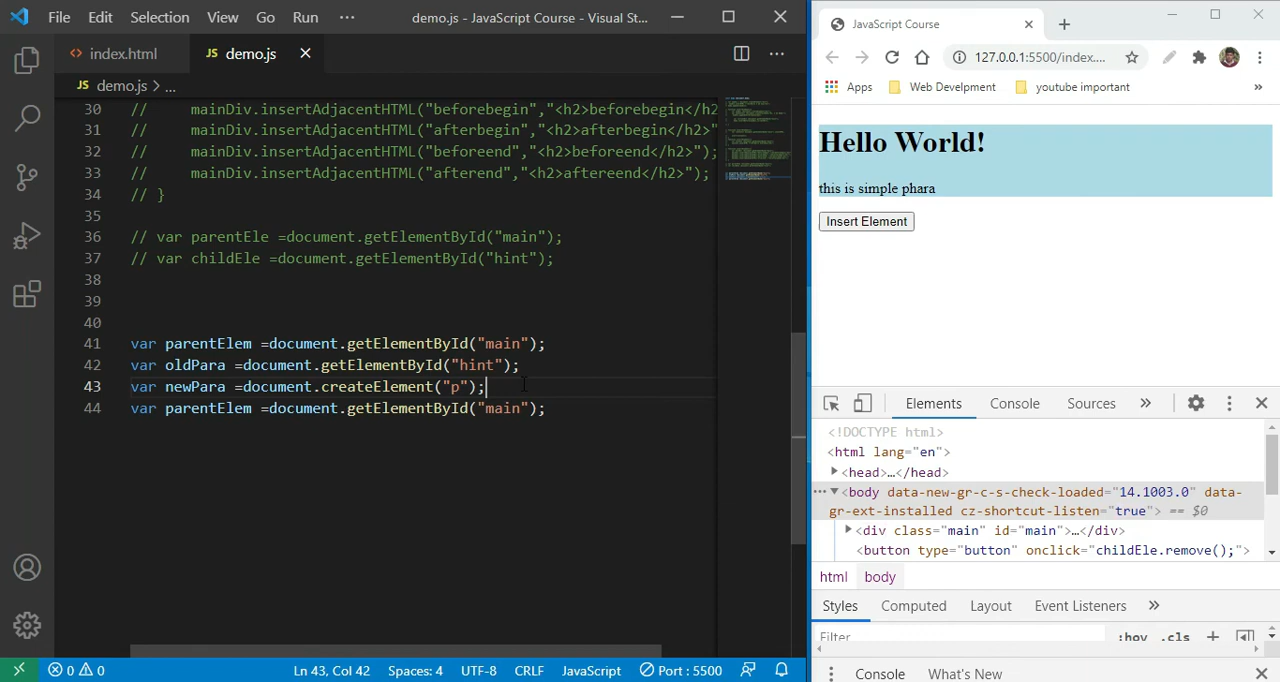 File Edit Selection View Go Run ··· demo.js - JavaScript Course - Visual St...
index.html JS demo.js
JS demo.js > ...
30 // mainDiv.insertAdjacentHTML("beforebegin","<h2>beforebegin</h2
31 // mainDiv.insertAdjacentHTML("afterbegin","<h2>afterbegin</h2>"
32 // mainDiv.insertAdjacentHTML("beforeend","<h2>beforeend</h2>");
33 // mainDiv.insertAdjacentHTML("afterend","<h2>aftereend</h2>");
34 // }
35
36 // var parentEle =document.getElementById("main");
37 // var childEle =document.getElementById("hint");
38
39
40
41 var parentElem =document.getElementById("main");
42 var oldPara =document.getElementById("hint");
43 var newPara =document.createElement("p");
44 var parentElem =document.getElementById("main");
0 0 Ln 43, Col 42 Spaces: 4 UTF-8 CRLF JavaScript Port : 5500
JavaScript Course
127.0.0.1:5500/index....
Apps Web Develpment youtube important »
Hello World!
this is simple phara
Insert Element
Elements Console Sources »
<!DOCTYPE html>
<html lang="en">
<head>…</head>
<body data-new-gr-c-s-check-loaded="14.1003.0" data-
gr-ext-installed cz-shortcut-listen="true"> == $0
<div class="main" id="main">…</div>
<button type="button" onclick="childEle.remove();">
html body
Styles Computed Layout Event Listeners »
Filter :hov .cls +
Console What's New